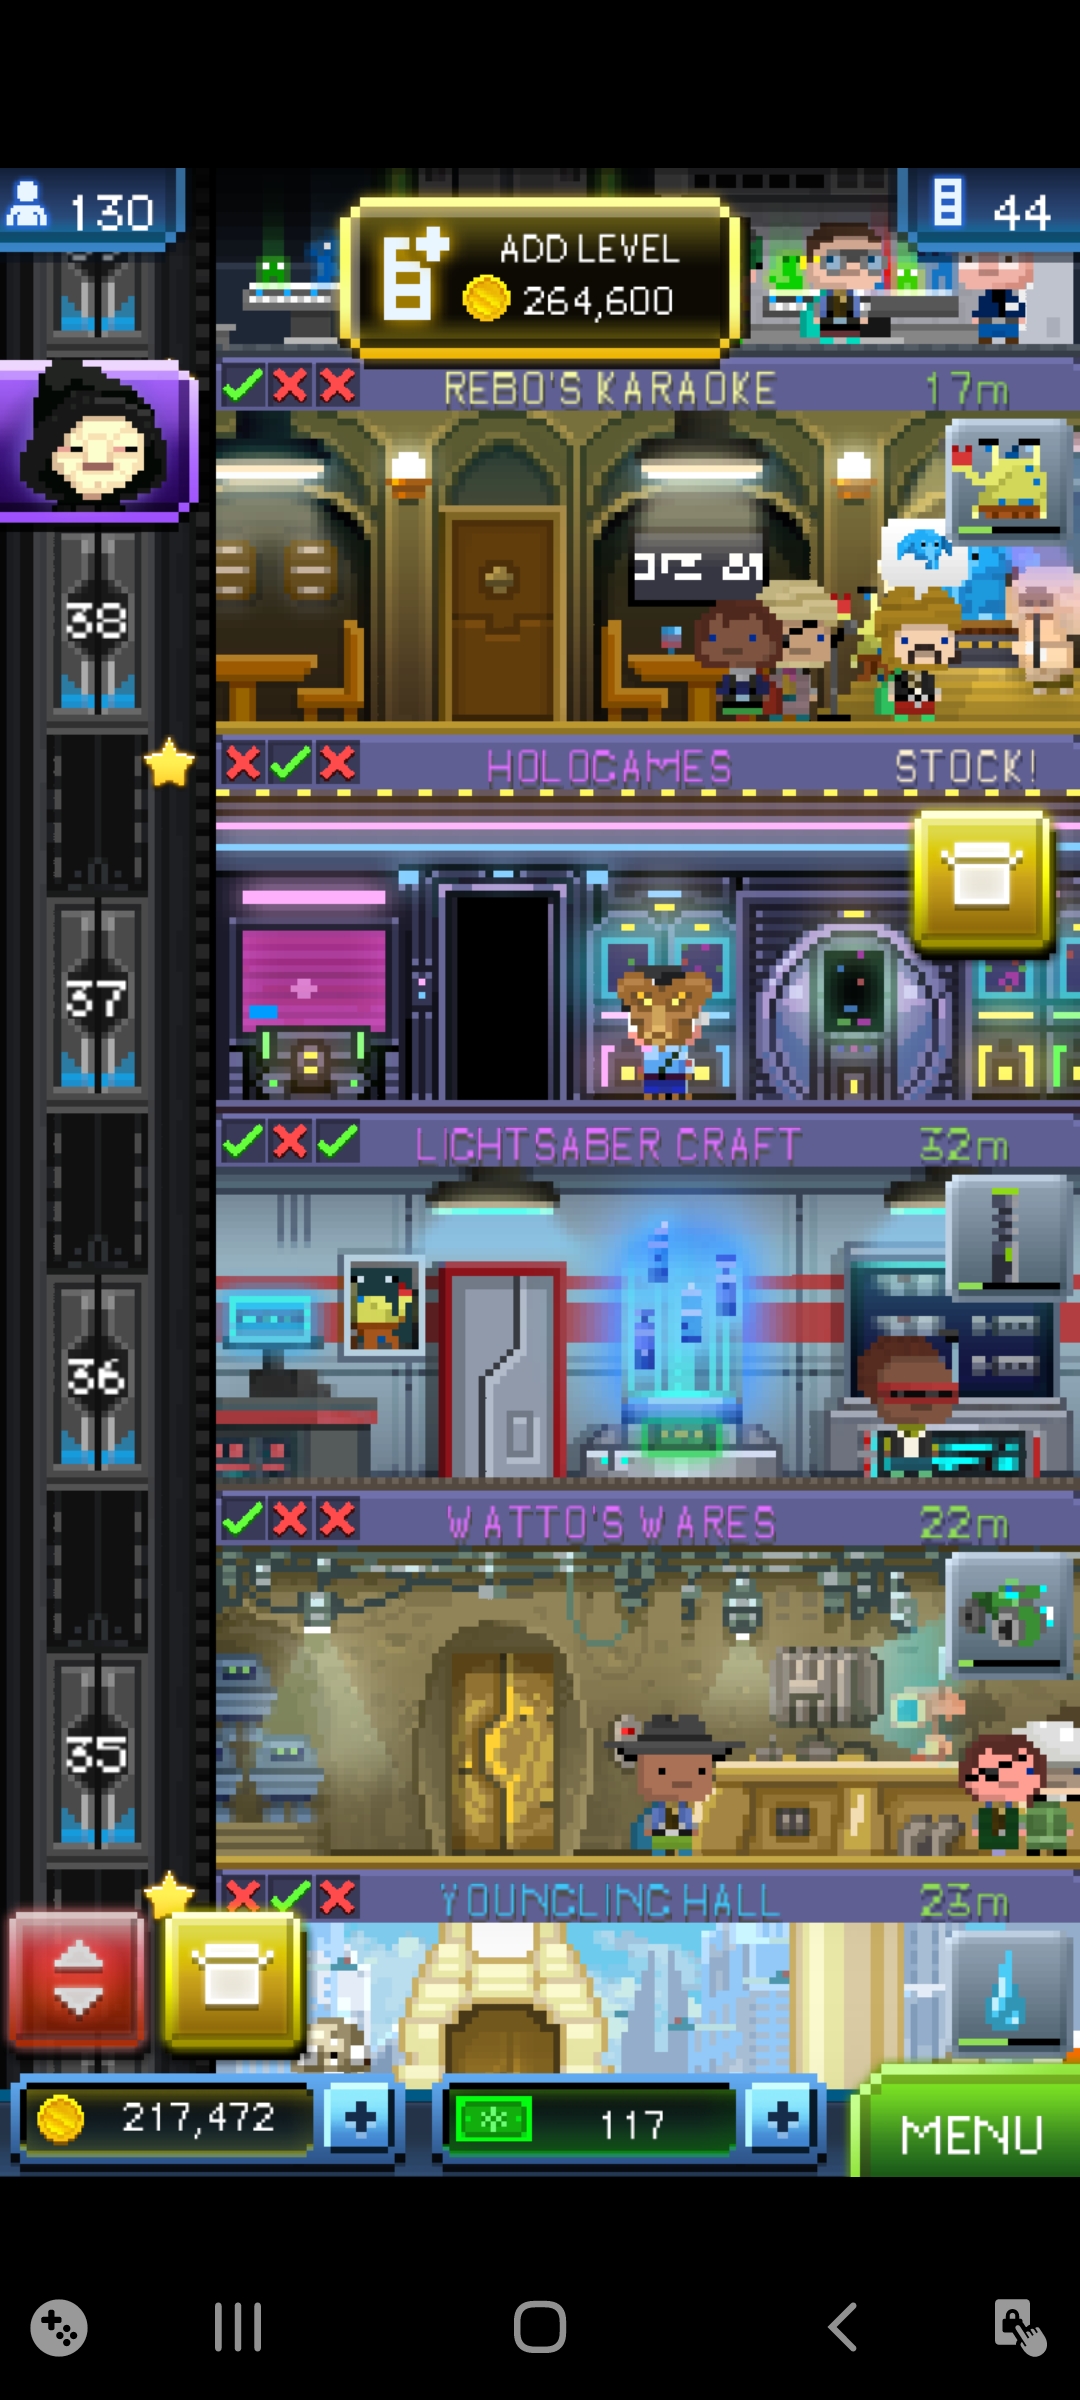 130
44
ADD LEVEL
264,600
REBO'S KARAOKE 17m
38
HOLOGAMES STOCK!
37
LIGHTSABER CRAFT 32m
36
WATTO'S WARES 22m
35
YOUNGLING HALL 23m
217,472
117
MENU